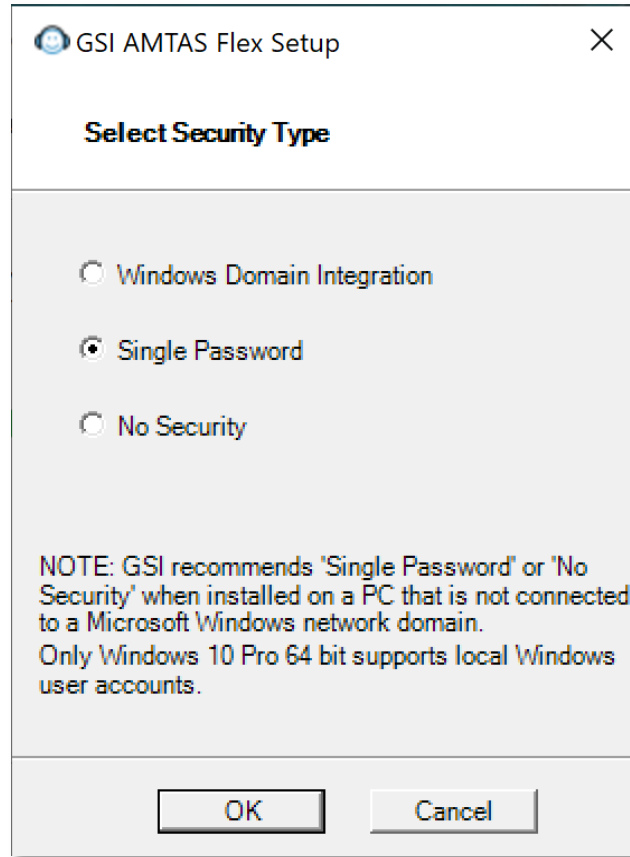 GSI AMTAS Flex Setup
Select Security Type
Windows Domain Integration
Single Password
No Security
NOTE: GSI recommends 'Single Password' or 'No
Security' when installed on a PC that is not connected
to a Microsoft Windows network domain.
Only Windows 10 Pro 64 bit supports local Windows
user accounts.
OK
Cancel